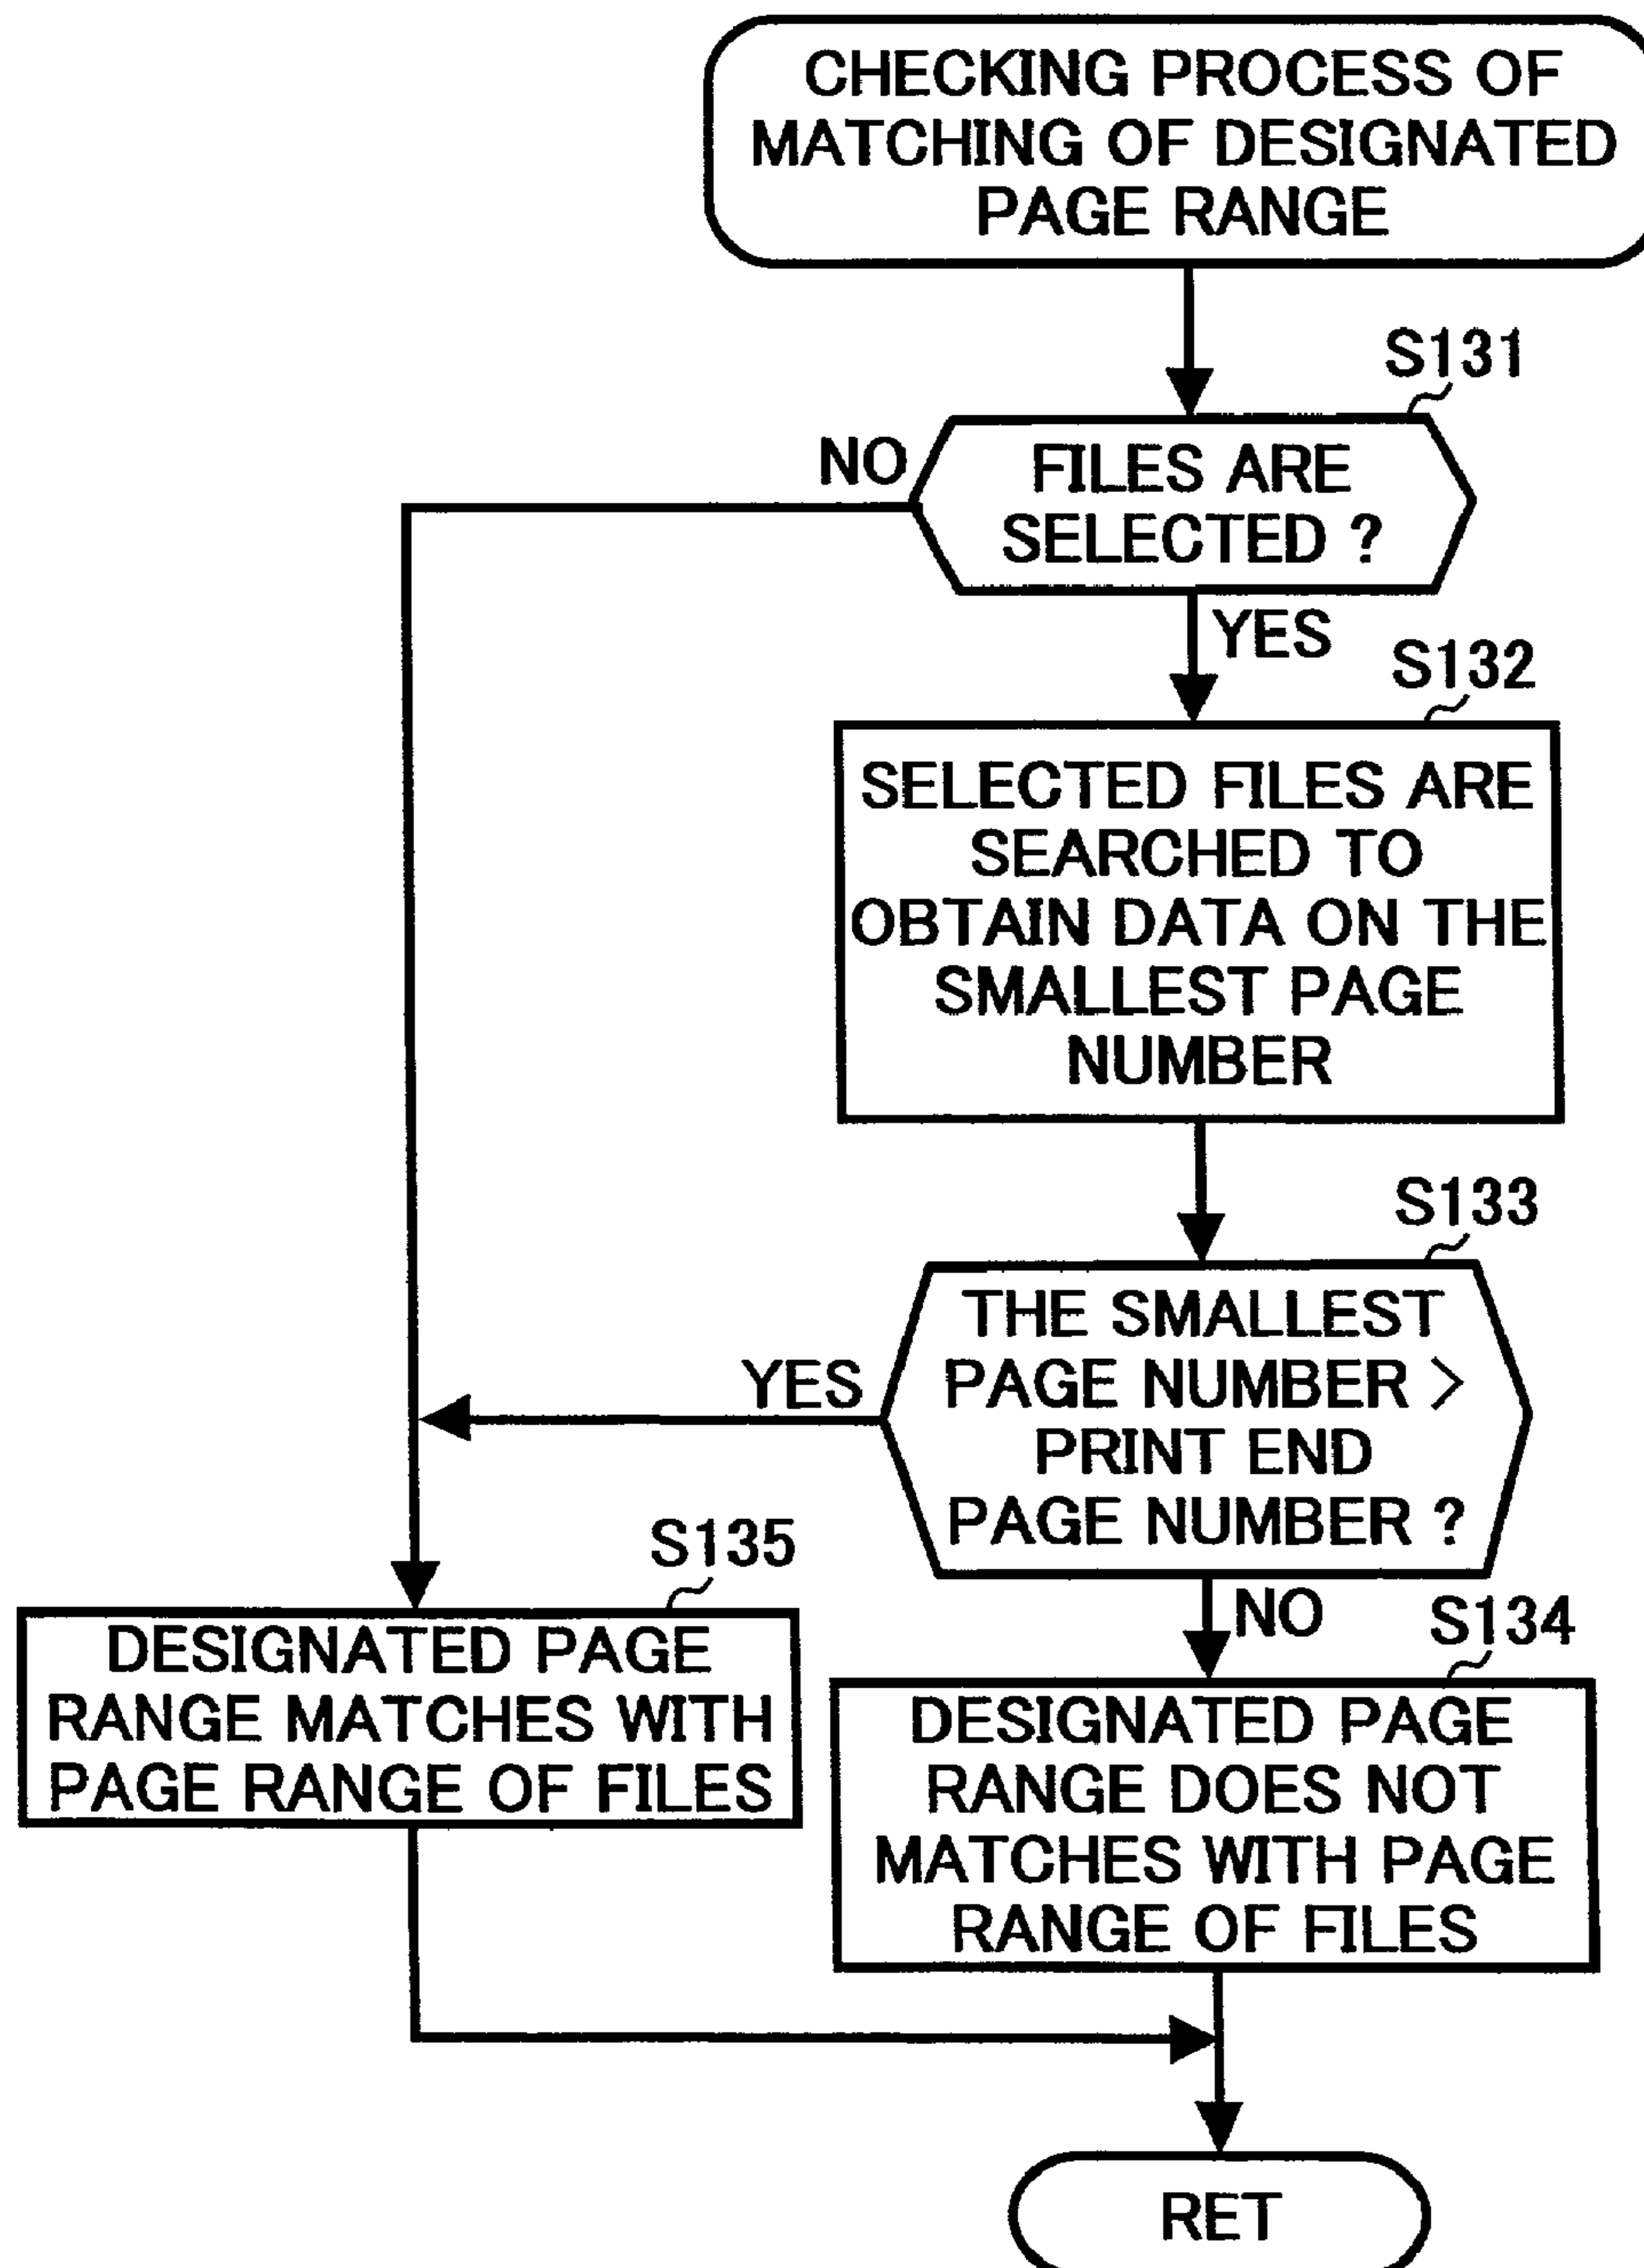 CHECKING PROCESS OF
MATCHING OF DESIGNATED
PAGE RANGE
S131
NO
FILES ARE
SELECTED ?
YES
S132
SELECTED FILES ARE
SEARCHED TO
OBTAIN DATA ON THE
SMALLEST PAGE
NUMBER
S133
THE SMALLEST
PAGE NUMBER >
PRINT END
PAGE NUMBER ?
YES
NO
S135
DESIGNATED PAGE
RANGE MATCHES WITH
PAGE RANGE OF FILES
S134
DESIGNATED PAGE
RANGE DOES NOT
MATCHES WITH PAGE
RANGE OF FILES
RET